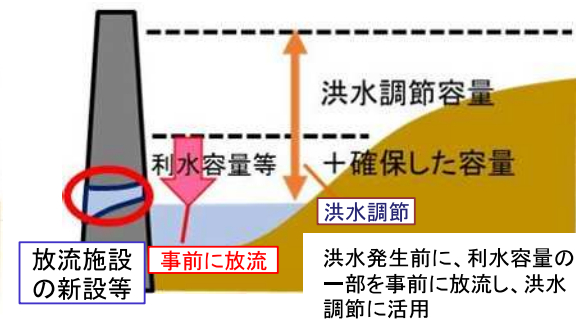 洪水調節容量
利水容量等
＋確保した容量
洪水調節
放流施設
の新設等
事前に放流
洪水発生前に、利水容量の
一部を事前に放流し、洪水
調節に活用